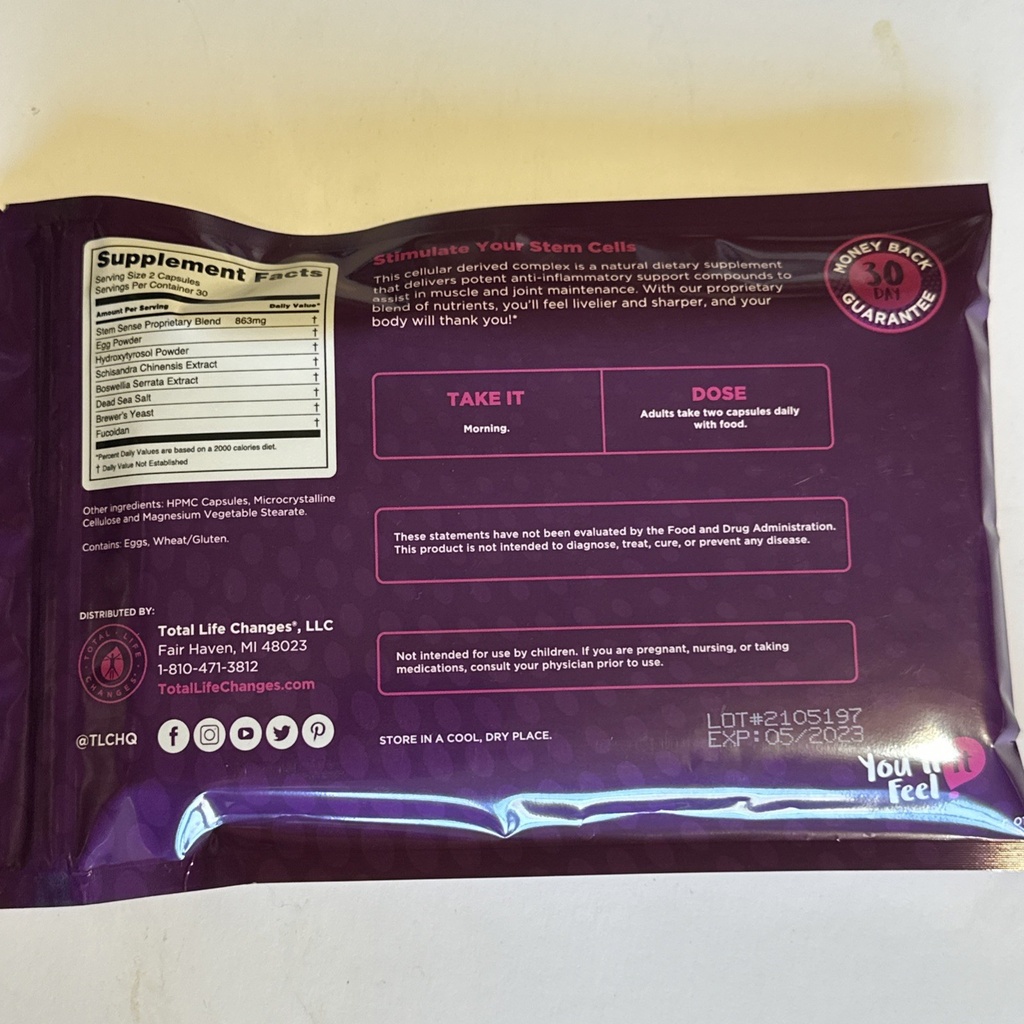 Supplement Facts
Serving Size 2 Capsules
Servings Per Container 30
Amount Per Serving Daily Value*
Stem Sense Proprietary Blend 863mg †
Egg Powder †
Hydroxytyrosol Powder †
Schisandra Chinensis Extract †
Boswellia Serrata Extract †
Dead Sea Salt †
Brewer's Yeast †
Fucoidan †
*Percent Daily Values are based on a 2000 calories diet.
† Daily Value Not Established
Other ingredients: HPMC Capsules, Microcrystalline
Cellulose and Magnesium Vegetable Stearate.
Contains: Eggs, Wheat/Gluten.
DISTRIBUTED BY:
TOTAL LIFE CHANGES
Total Life Changes®, LLC
Fair Haven, MI 48023
1-810-471-3812
TotalLifeChanges.com
@TLCHQ
Stimulate Your Stem Cells
This cellular derived complex is a natural dietary supplement
that delivers potent anti-inflammatory support compounds to
assist in muscle and joint maintenance. With our proprietary
blend of nutrients, you'll feel livelier and sharper, and your
body will thank you!*
MONEY BACK
30
DAY
GUARANTEE
TAKE IT
Morning.
DOSE
Adults take two capsules daily
with food.
These statements have not been evaluated by the Food and Drug Administration.
This product is not intended to diagnose, treat, cure, or prevent any disease.
Not intended for use by children. If you are pregnant, nursing, or taking
medications, consult your physician prior to use.
STORE IN A COOL, DRY PLACE.
LOT#2105197
EXP:05/2023
You'll
Feel it